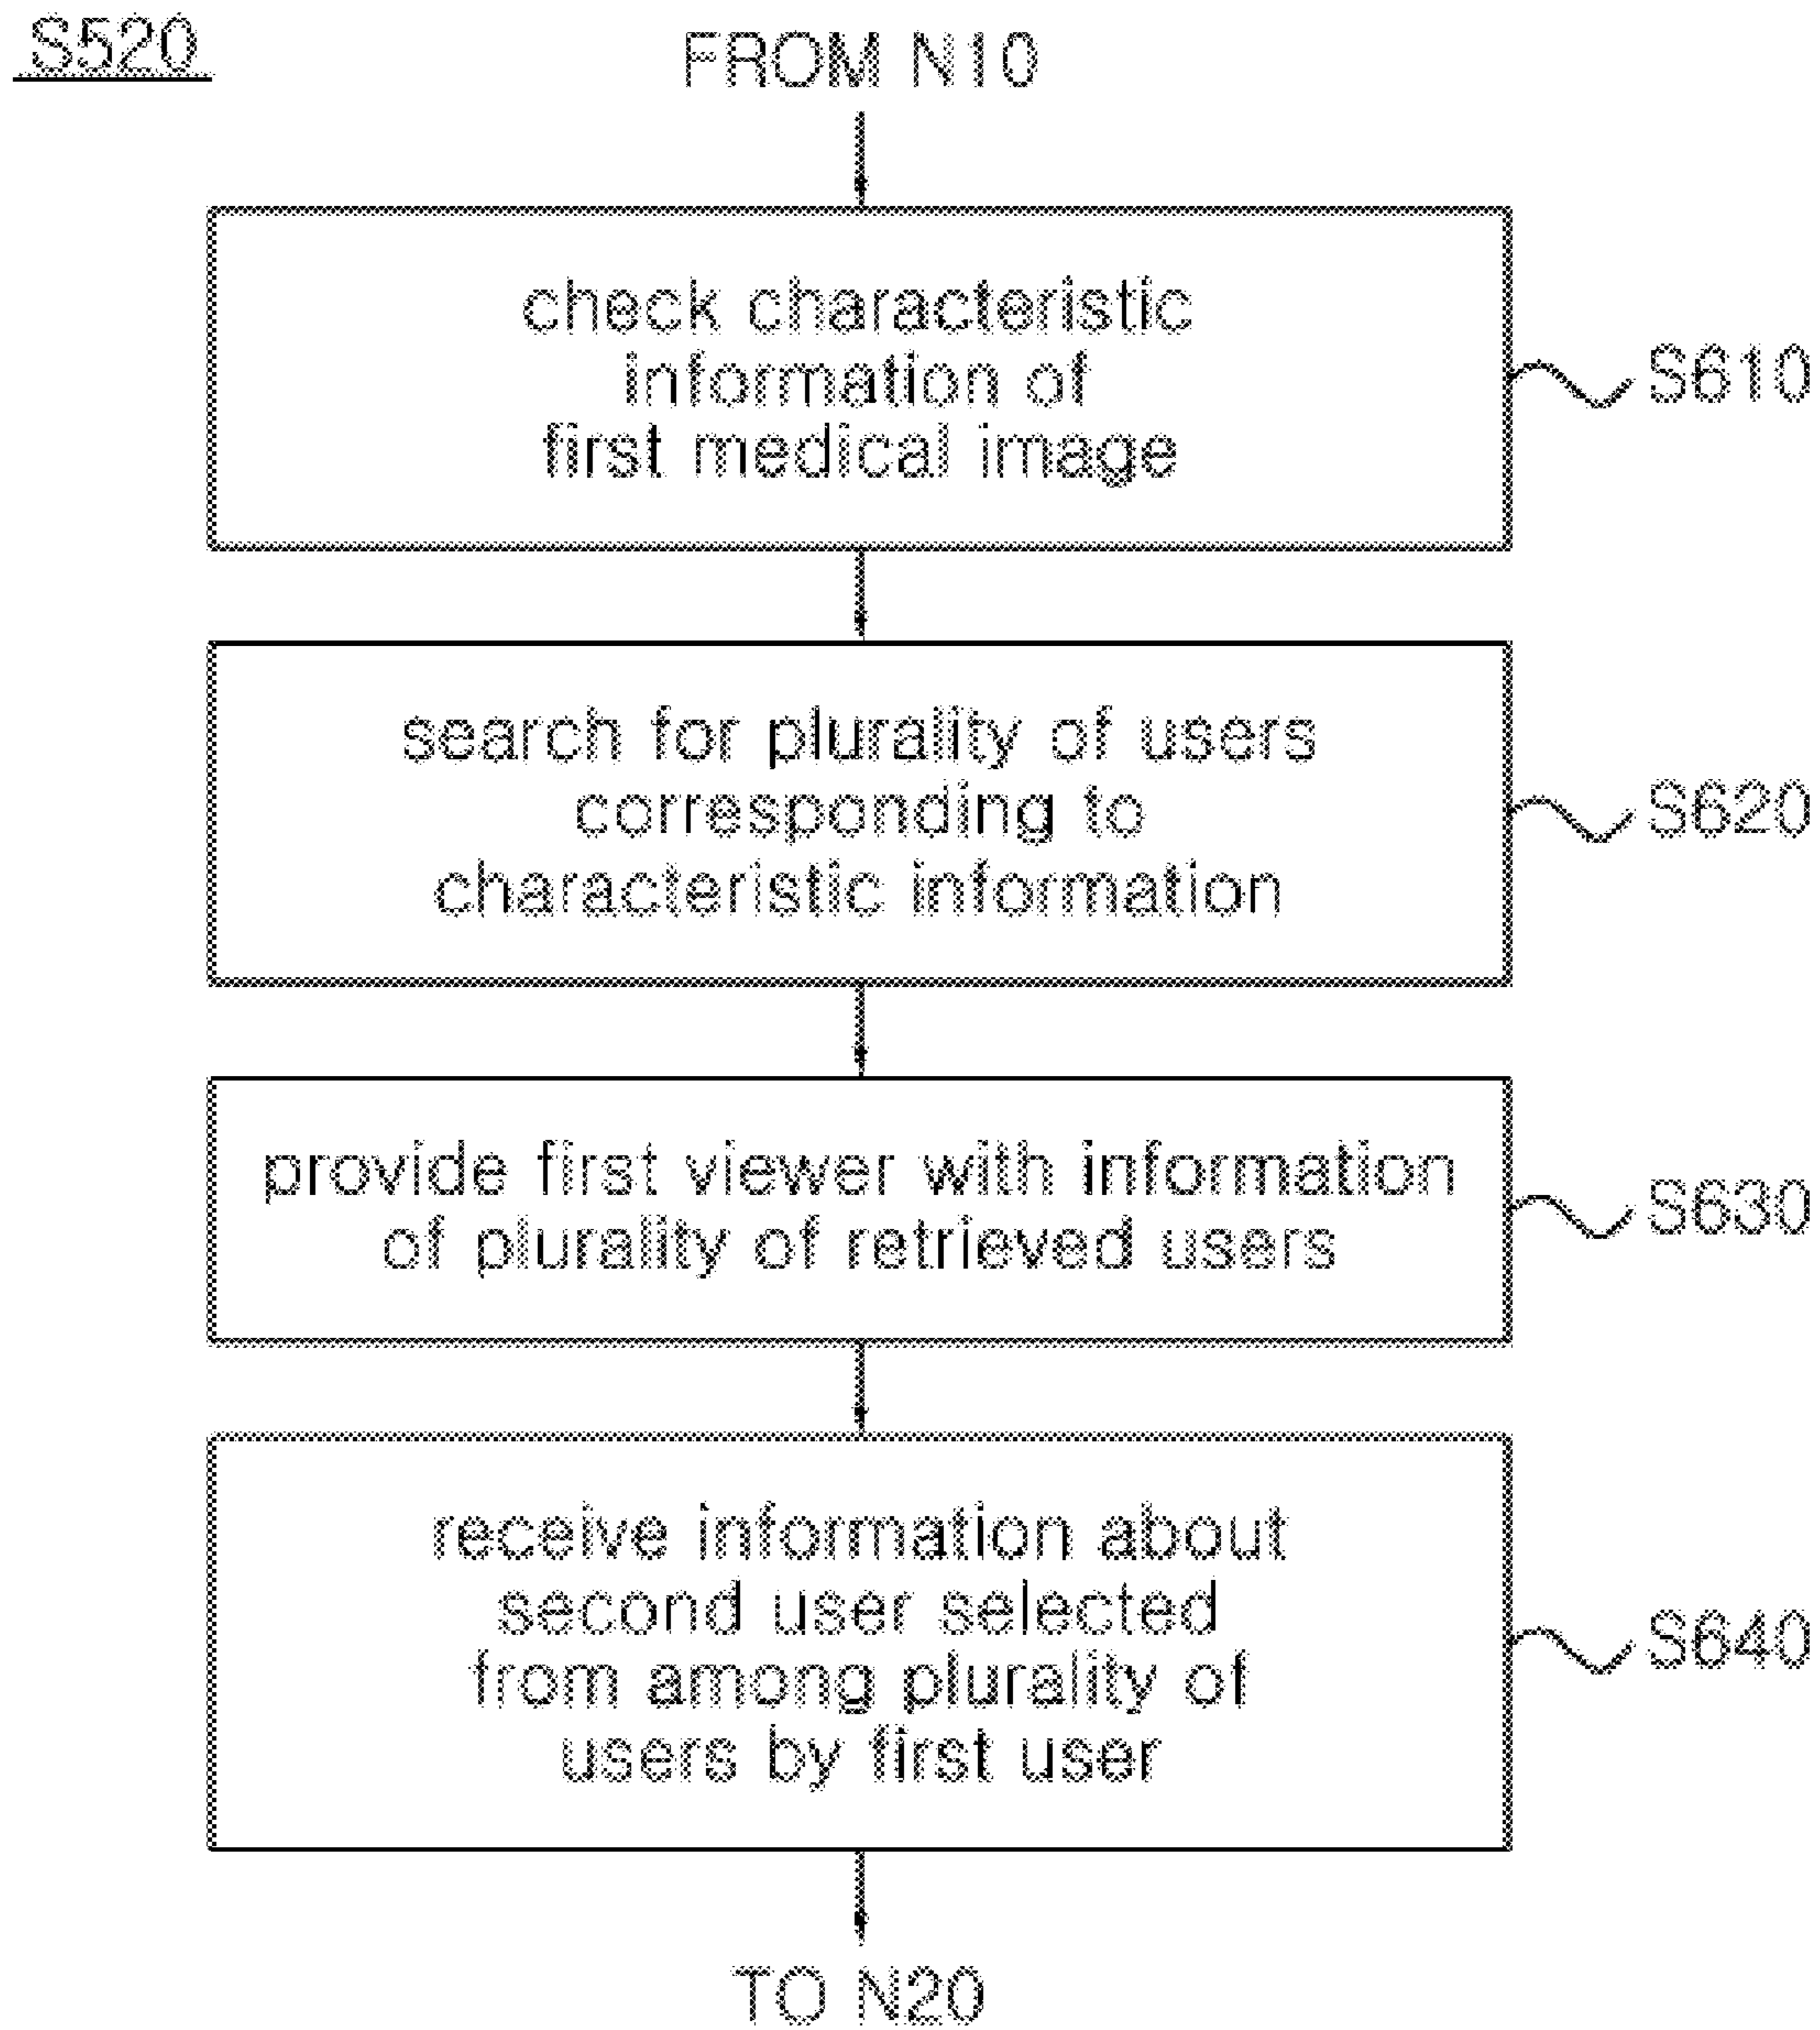 S520
FROM N10
check characteristic
information of
first medical image
S610
search for plurality of users
corresponding to
characteristic information
S620
provide first viewer with information
of plurality of retrieved users
S630
receive information about
second user selected
from among plurality of
users by first user
S640
TO N20